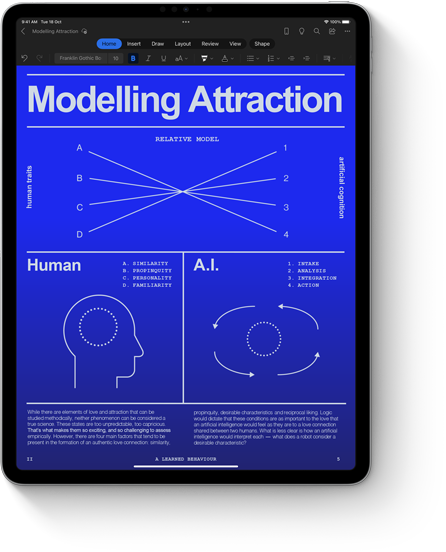 9:41 AM Tue 18 Oct
100%
Modelling Attraction
Home Insert Draw Layout Review View Shape
Franklin Gothic Bo 10 B I U aA A
Modelling Attraction
RELATIVE MODEL
A 1
B 2
C 3
D 4
human traits
artificial cognition
Human
A. SIMILARITY
B. PROPINQUITY
C. PERSONALITY
D. FAMILIARITY
A.I.
1. INTAKE
2. ANALYSIS
3. INTEGRATION
4. ACTION
While there are elements of love and attraction that can be
studied methodically, neither phenomenon can be considered a
true science. These states are too unpredictable, too capricious.
That's what makes them so exciting, and so challenging to assess
empirically. However, there are four main factors that tend to be
present in the formation of an authentic love connection: similarity,
propinquity, desirable characteristics and reciprocal liking. Logic
would dictate that these conditions are as important to the love that
an artificial intelligence would feel as they are to a love connection
shared between two humans. What is less clear is how an artificial
intelligence would interpret each — what does a robot consider a
desirable characteristic?
II A LEARNED BEHAVIOUR 5